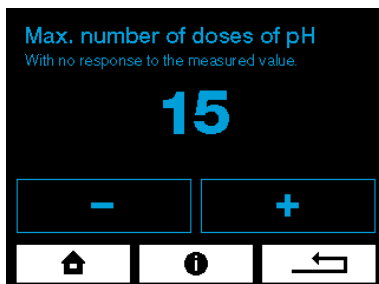 Max. number of doses of pH
With no response to the measured value.
15
− +